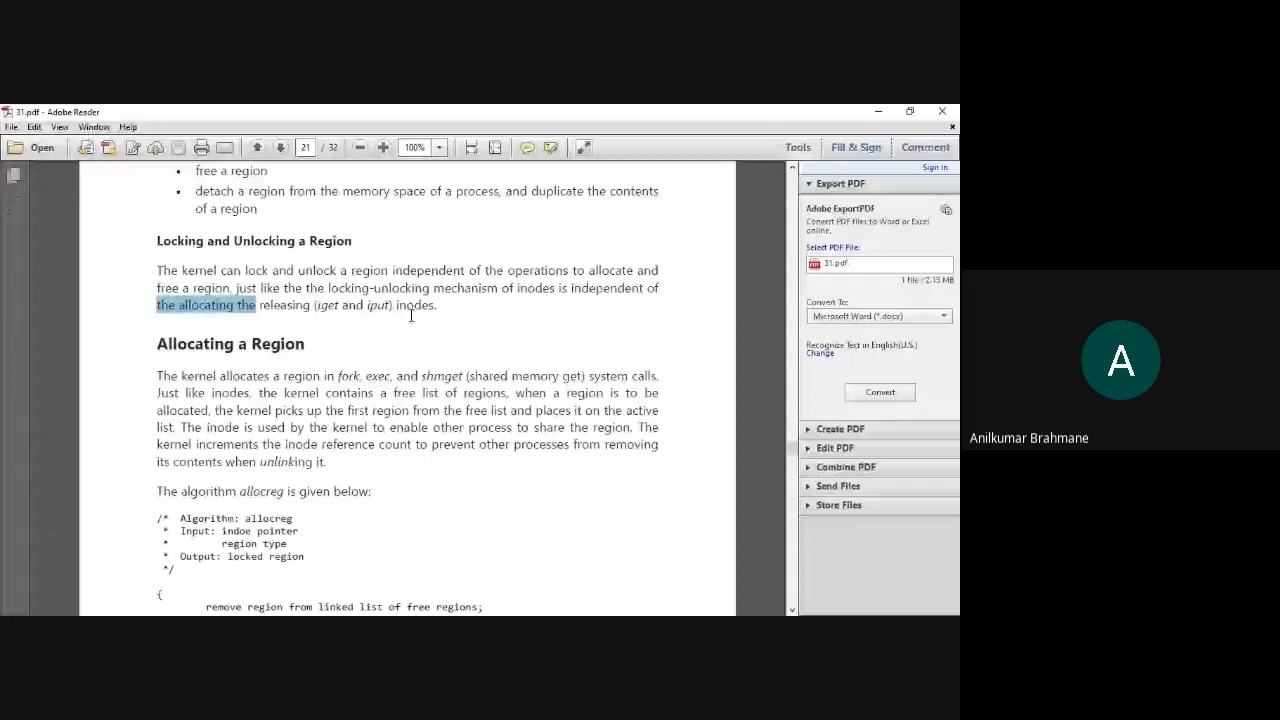 31.pdf - Adobe Reader
File Edit View Window Help
Open 21 / 32 100% Tools Fill & Sign Comment
Sign In
free a region
detach a region from the memory space of a process, and duplicate the contents
of a region
Locking and Unlocking a Region
The kernel can lock and unlock a region independent of the operations to allocate and
free a region, just like the the locking-unlocking mechanism of inodes is independent of
the allocating the releasing (iget and iput) inodes.
Allocating a Region
The kernel allocates a region in fork, exec, and shmget (shared memory get) system calls.
Just like inodes, the kernel contains a free list of regions, when a region is to be
allocated, the kernel picks up the first region from the free list and places it on the active
list. The inode is used by the kernel to enable other process to share the region. The
kernel increments the inode reference count to prevent other processes from removing
its contents when unlinking it.
The algorithm allocreg is given below:
/* Algorithm: allocreg
* Input: indoe pointer
* region type
* Output: locked region
*/
{
remove region from linked list of free regions;
Export PDF
Adobe ExportPDF
Convert PDF files to Word or Excel
online.
Select PDF File:
31.pdf
1 file / 2.13 MB
Convert To:
Microsoft Word (*.docx)
Recognize Text in English(U.S.)
Change
Convert
Create PDF
Edit PDF
Combine PDF
Send Files
Store Files
A
Anilkumar Brahmane